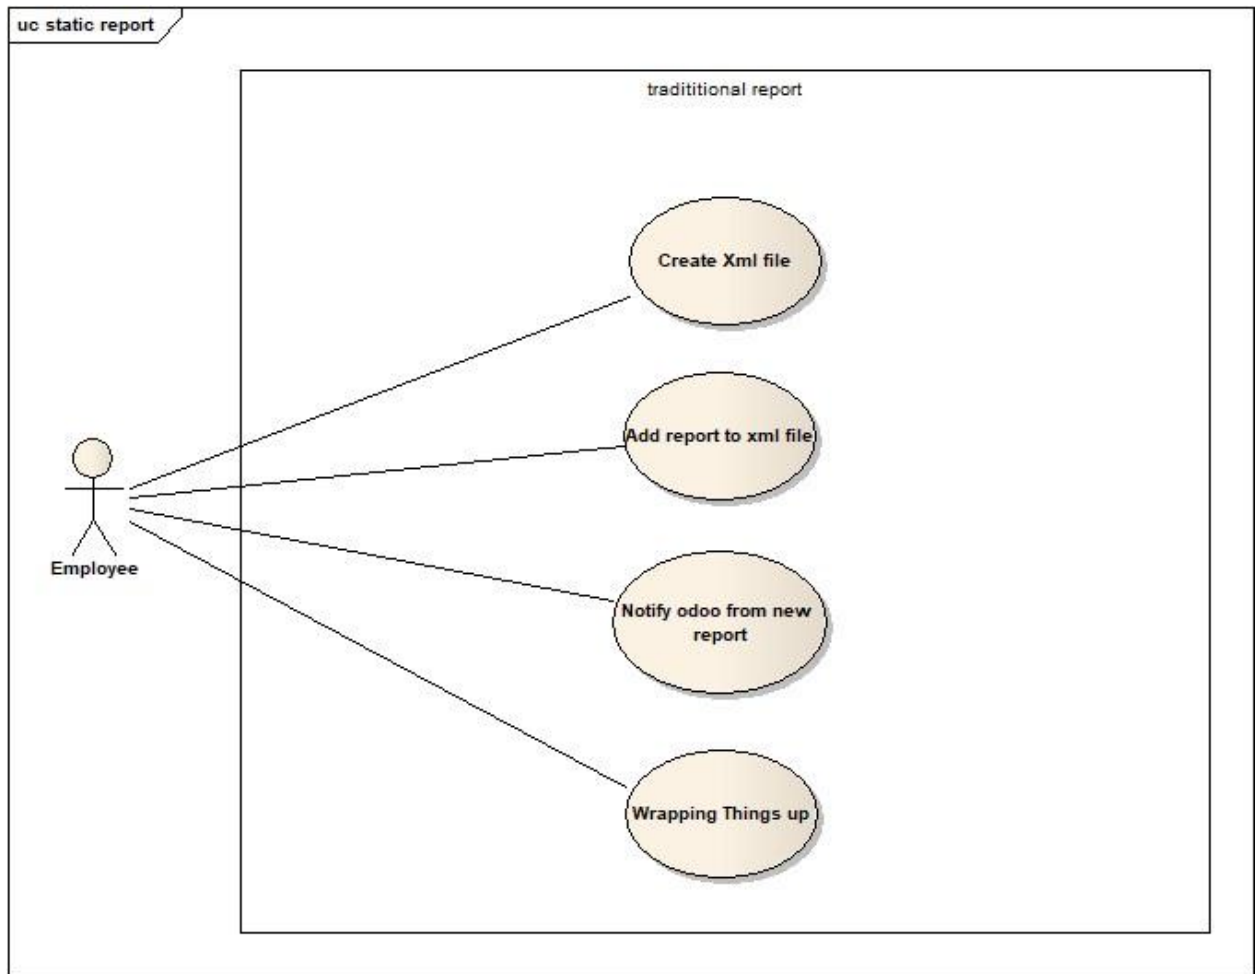 uc static report
tradititional report
Create Xml file
Add report to xml file
Employee
Notify odoo from new
report
Wrapping Things up